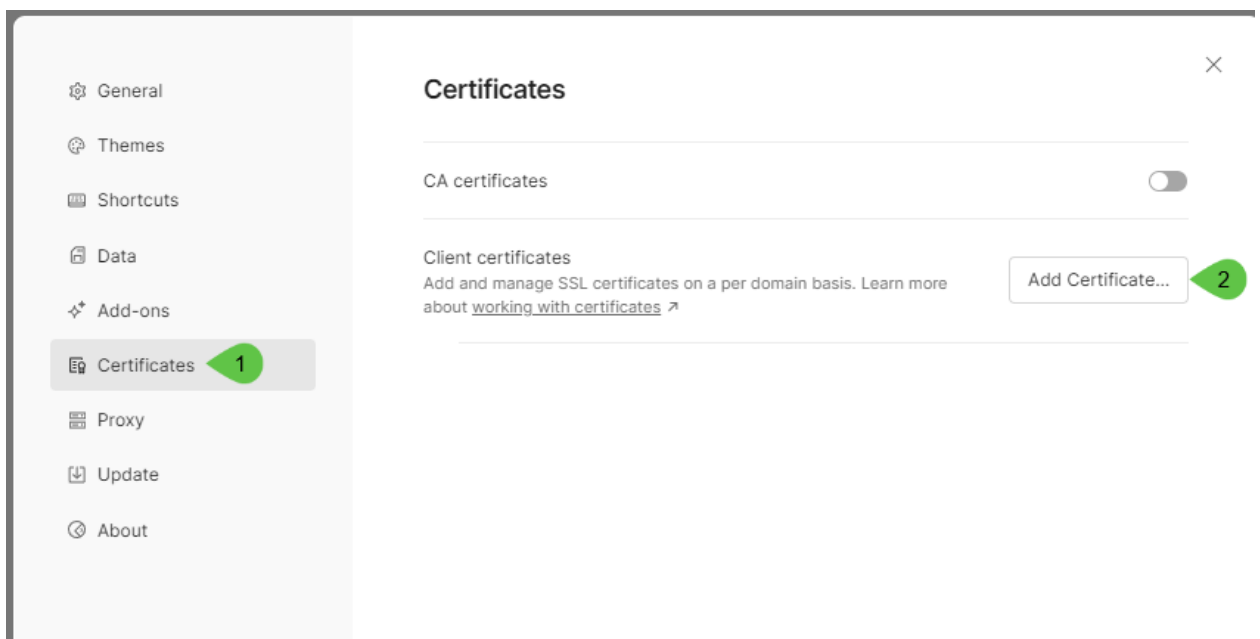 General
Themes
Shortcuts
Data
Add-ons
Certificates 1
Proxy
Update
About
Certificates
CA certificates
Client certificates
Add and manage SSL certificates on a per domain basis. Learn more
about working with certificates ↗
Add Certificate... 2